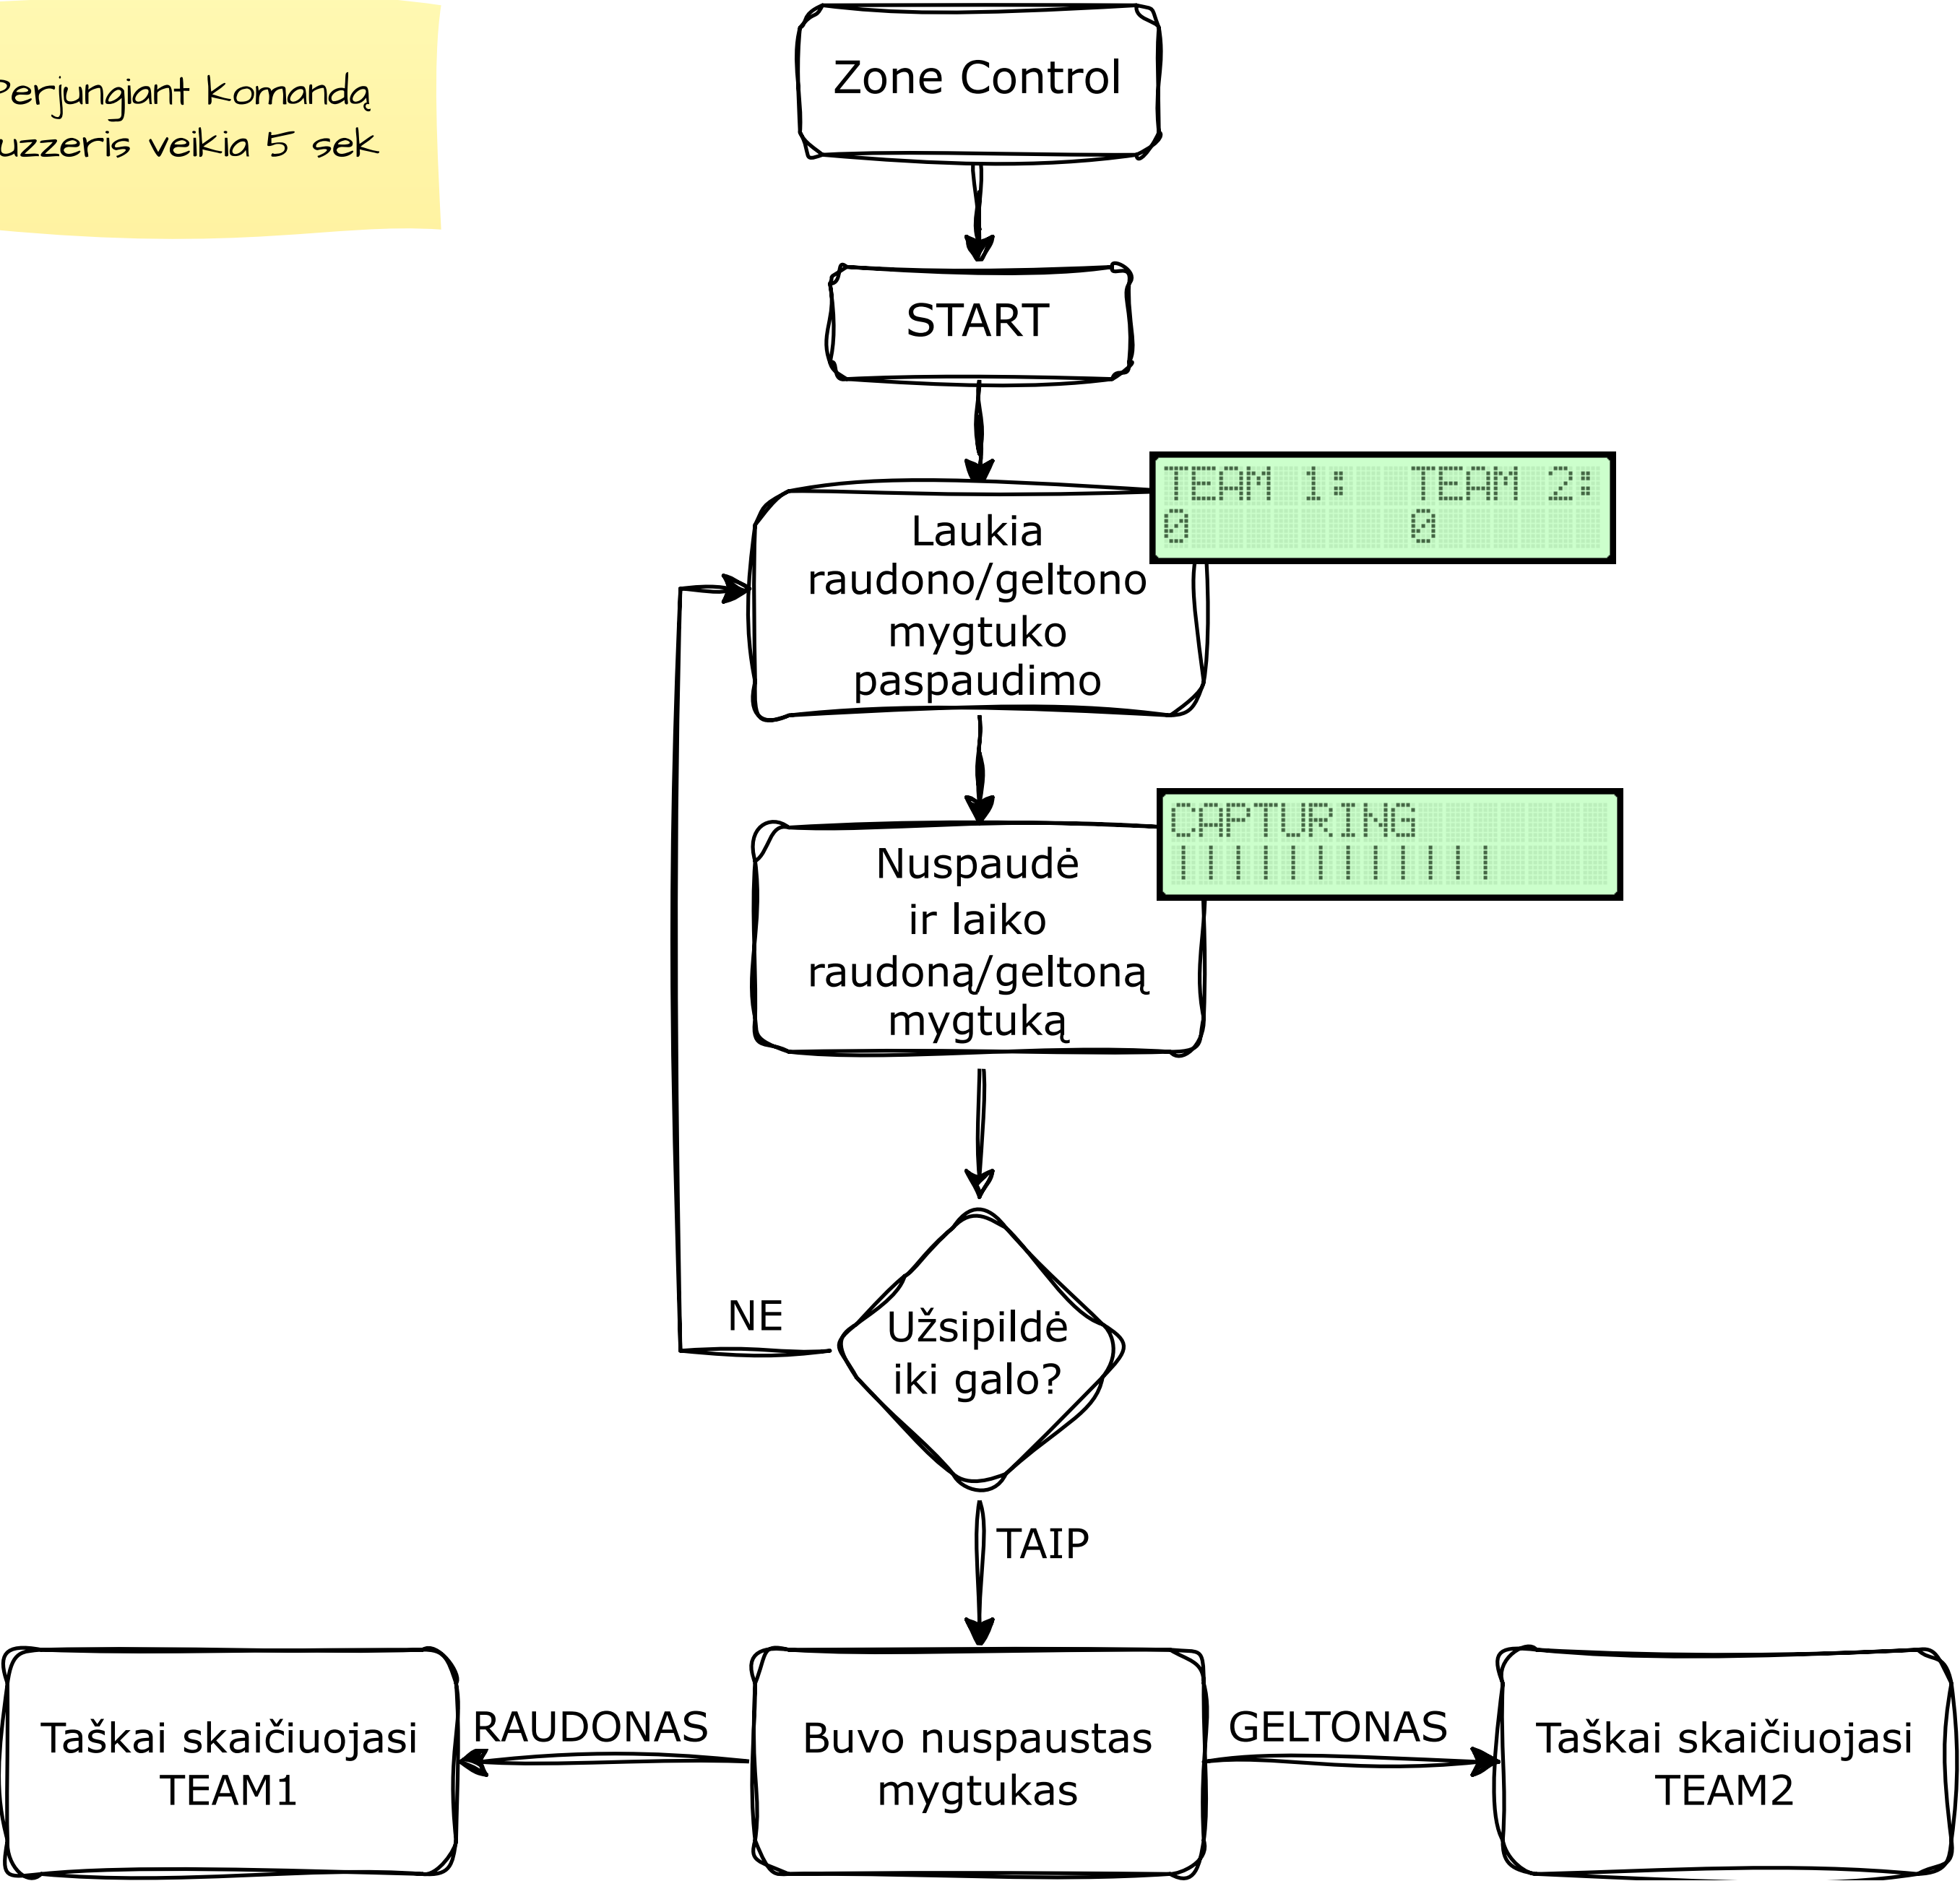 Perjungiant komandą
uzzeris veikia 5 sek
Zone Control
START
TEAM 1: TEAM 2:
0 0
Laukia
raudono/geltono
mygtuko
paspaudimo
CAPTURING
||||||||||||
Nuspaudė
ir laiko
raudoną/geltoną
mygtuką
NE
Užsipildė
iki galo?
TAIP
Taškai skaičiuojasi
TEAM1
RAUDONAS
Buvo nuspaustas
mygtukas
GELTONAS
Taškai skaičiuojasi
TEAM2